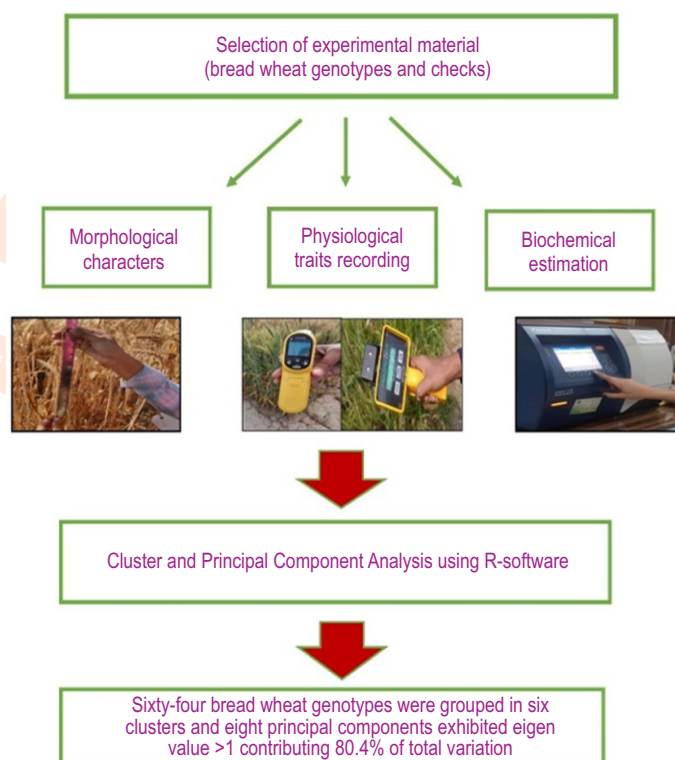 Selection of experimental material
(bread wheat genotypes and checks)
Morphological
characters
Physiological
traits recording
Biochemical
estimation
Cluster and Principal Component Analysis using R-software
Sixty-four bread wheat genotypes were grouped in six
clusters and eight principal components exhibited eigen
value >1 contributing 80.4% of total variation